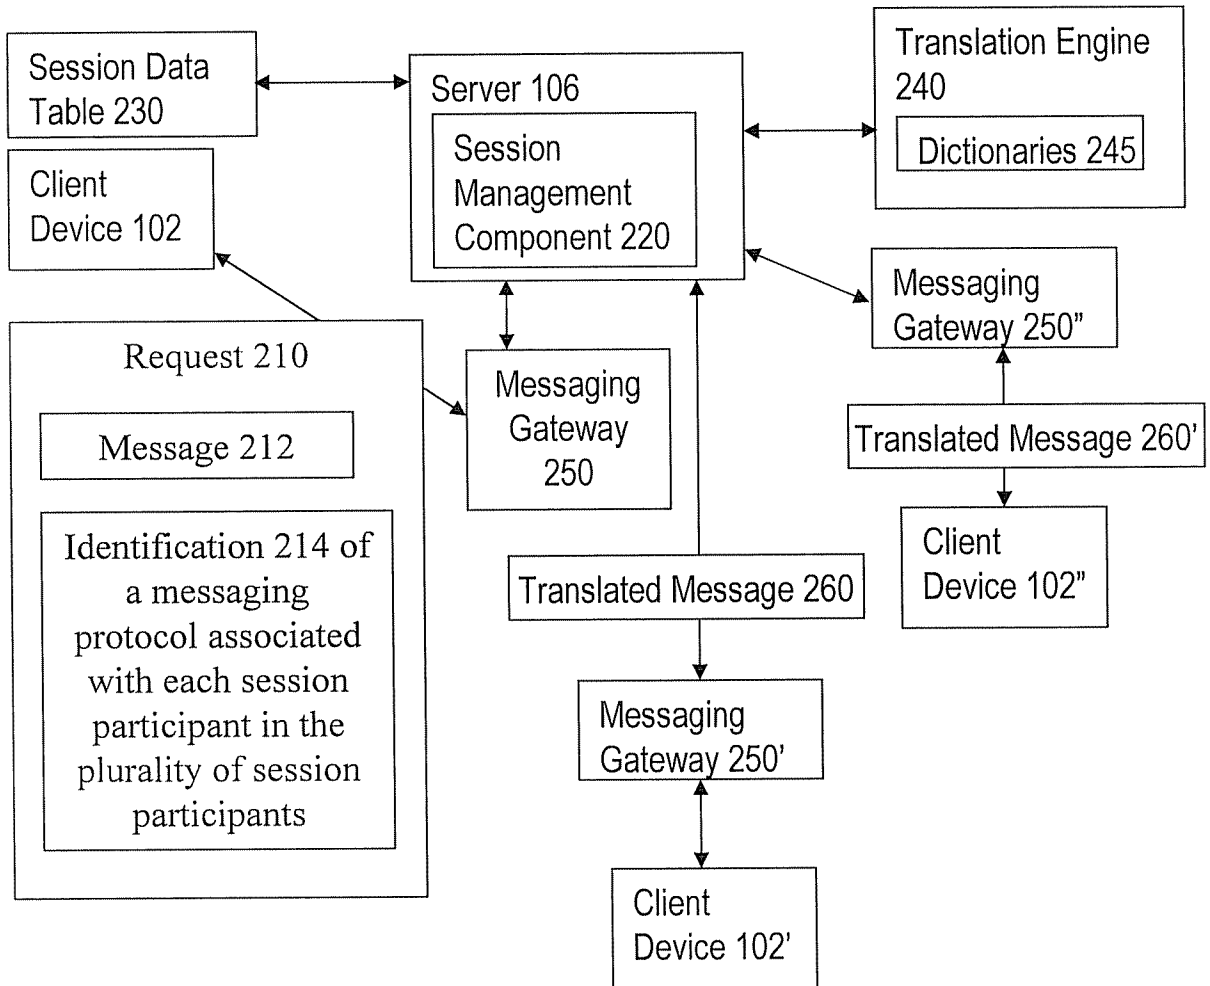 Session Data
Table 230
Client
Device 102
Server 106
Session
Management
Component 220
Translation Engine
240
Dictionaries 245
Messaging
Gateway 250”
Translated Message 260’
Client
Device 102”
Request 210
Message 212
Identification 214 of
a messaging
protocol associated
with each session
participant in the
plurality of session
participants
Messaging
Gateway
250
Translated Message 260
Messaging
Gateway 250’
Client
Device 102’